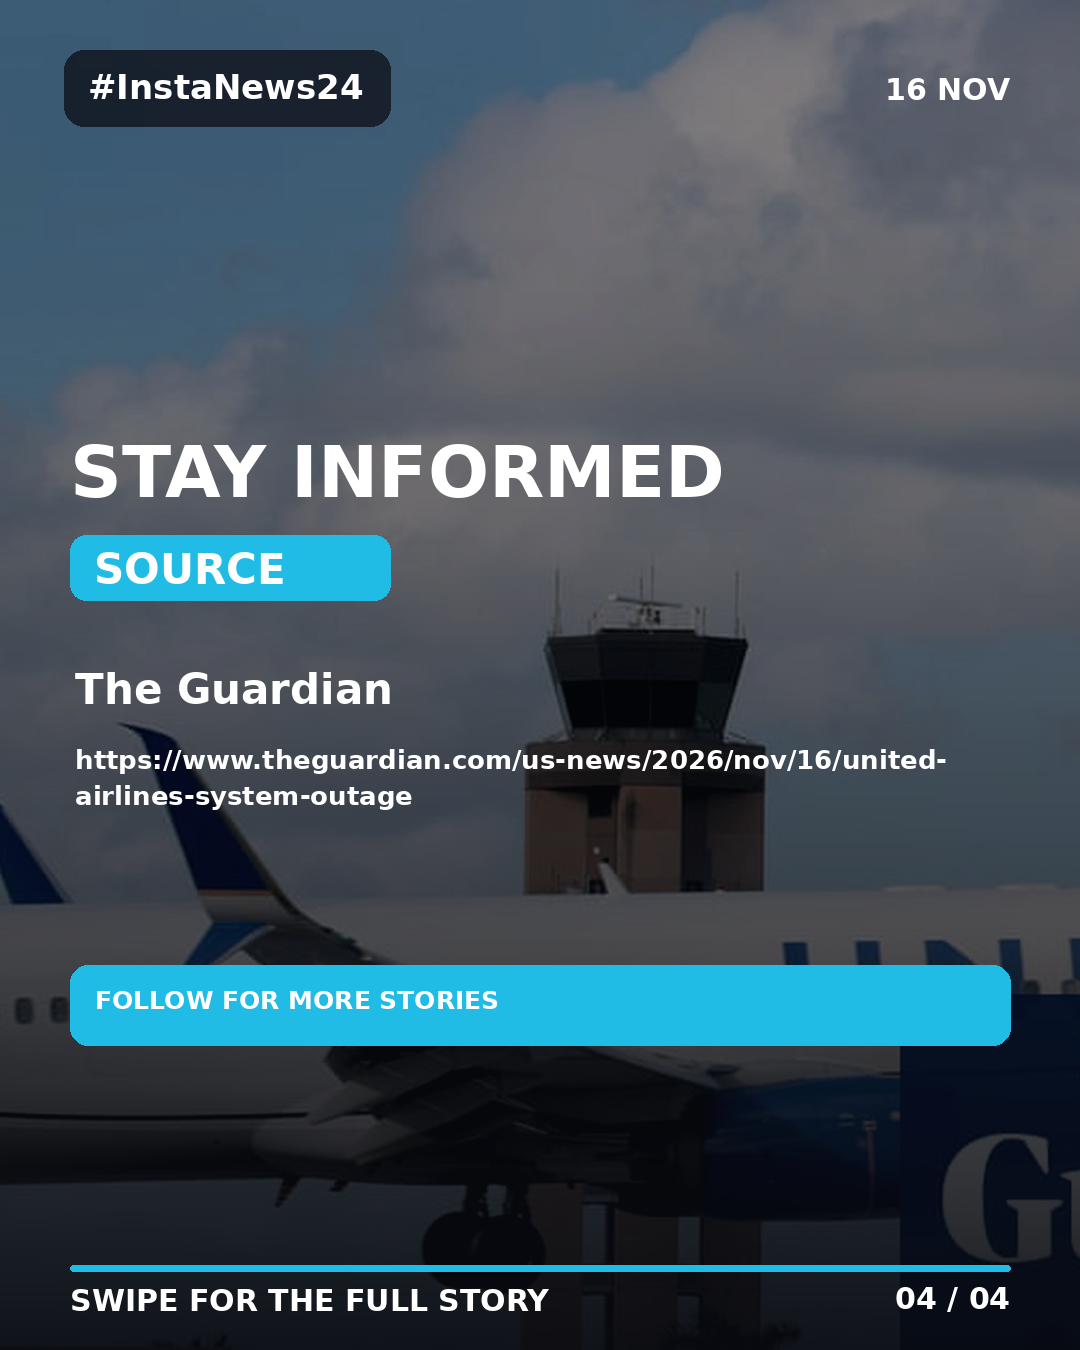 #InstaNews24
16 NOV
STAY INFORMED
SOURCE
The Guardian
https://www.theguardian.com/us-news/2026/nov/16/united-
airlines-system-outage
FOLLOW FOR MORE STORIES
SWIPE FOR THE FULL STORY
04 / 04